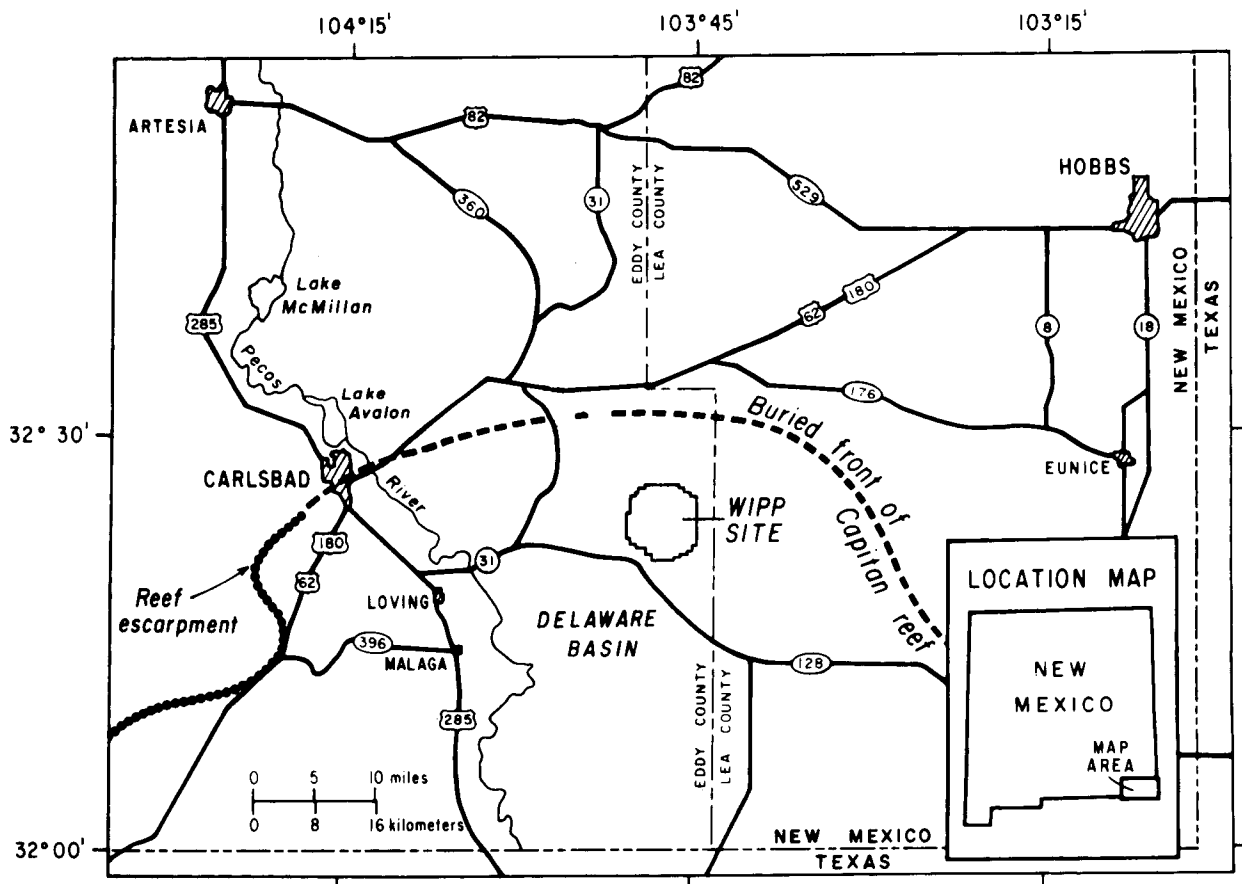 104°15'
103°45'
103°15'
82
ARTESIA
82
360
31
EDDY COUNTY
LEA COUNTY
529
HOBBS
Lake
McMillan
285
Pecos
62
180
8
18
NEW MEXICO
TEXAS
Lake
Avalon
176
32° 30'
CARLSBAD
River
Buried front of
Capitan reef
EUNICE
WIPP
SITE
180
62
31
Reef
escarpment
LOVING
DELAWARE
BASIN
396
MALAGA
128
285
EDDY COUNTY
LEA COUNTY
LOCATION MAP
NEW
MEXICO
MAP
AREA
0 5 10 miles
0 8 16 kilometers
32° 00'
NEW MEXICO
TEXAS